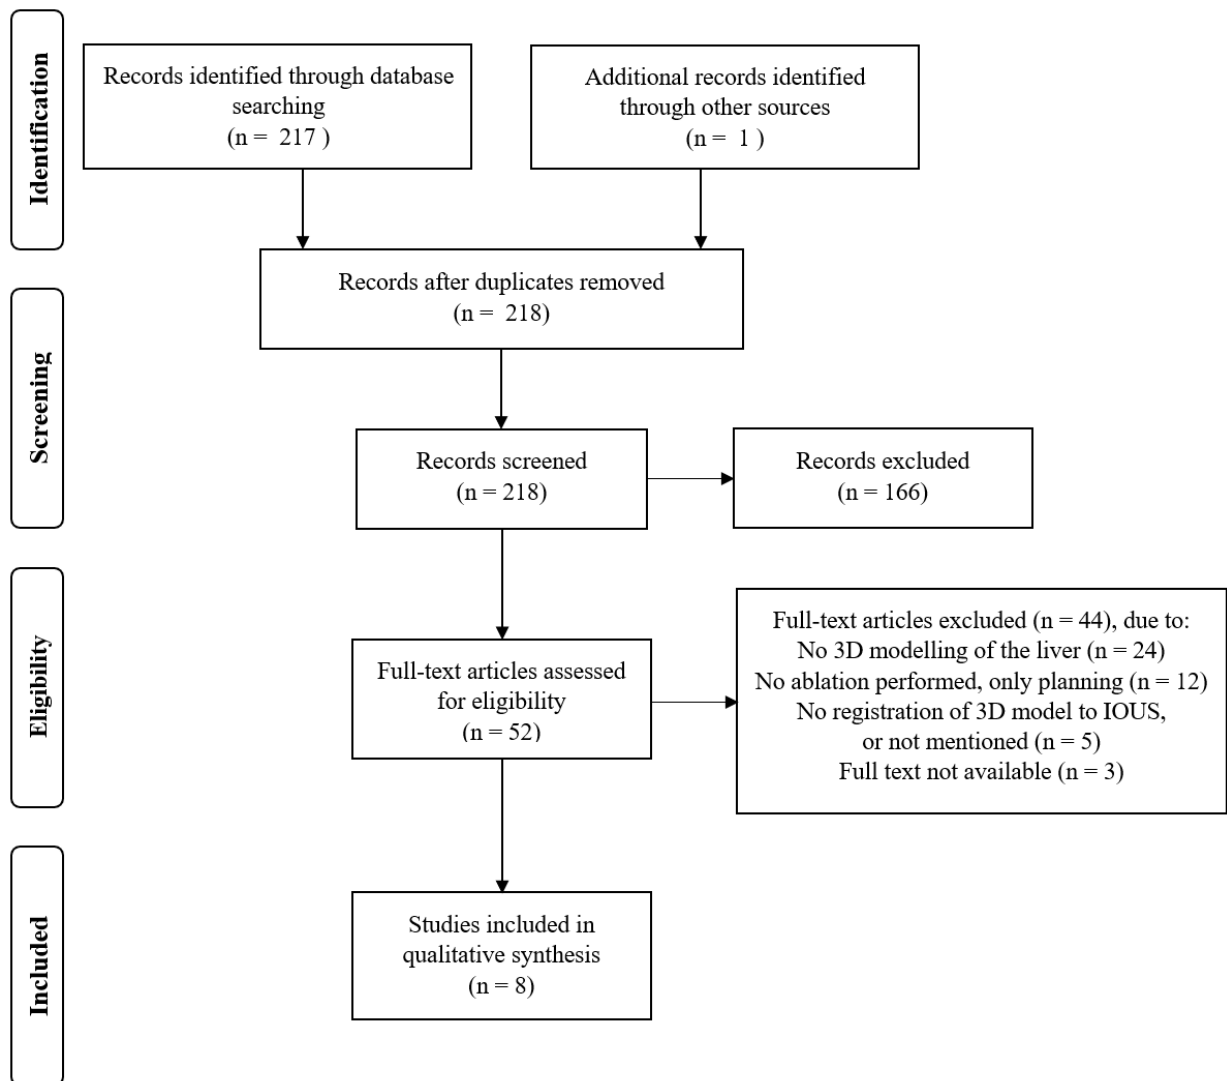 Identification
Records identified through database
searching
(n =  217 )
Additional records identified
through other sources
(n =  1 )
Records after duplicates removed
(n =  218)
Screening
Records screened
(n = 218)
Records excluded
(n = 166)
Eligibility
Full-text articles assessed
for eligibility
(n = 52)
Full-text articles excluded (n = 44), due to:
No 3D modelling of the liver (n = 24)
No ablation performed, only planning (n = 12)
No registration of 3D model to IOUS,
or not mentioned (n = 5)
Full text not available (n = 3)
Included
Studies included in
qualitative synthesis
(n = 8)